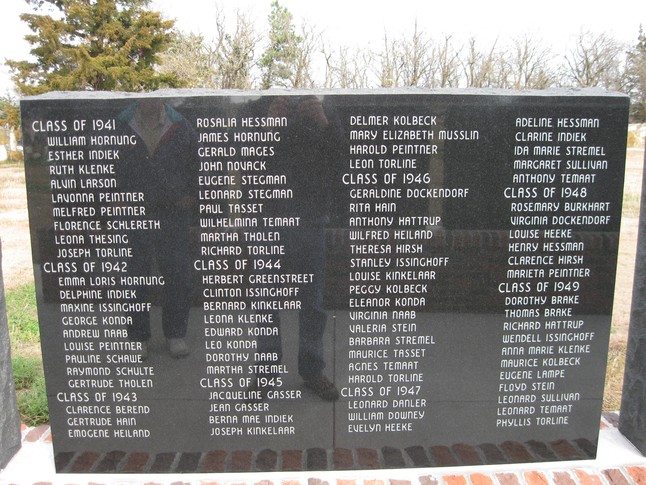 CLASS OF 1941
WILLIAM HORNUNG
ESTHER INDIEK
RUTH KLENKE
ALVIN LARSON
LAVONNA PEINTNER
MELFRED PEINTNER
FLORENCE SCHLERETH
LEONA THESING
JOSEPH TORLINE
CLASS OF 1942
EMMA LORIS HORNUNG
DELPHINE INDIEK
MAXINE ISSINGHOFF
GEORGE KONDA
ANDREW NAAB
LOUISE PEINTNER
PAULINE SCHAWE
RAYMOND SCHULTE
GERTRUDE THOLEN
CLASS OF 1943
CLARENCE BEREND
GERTRUDE HAIN
EMOGENE HEILAND
ROSALIA HESSMAN
JAMES HORNUNG
GERALD MAGES
JOHN NOVACK
EUGENE STEGMAN
LEONARD STEGMAN
PAUL TASSET
WILHELMINA TEMAAT
MARTHA THOLEN
RICHARD TORLINE
CLASS OF 1944
HERBERT GREENSTREET
CLINTON ISSINGHOFF
BERNARD KINKELAAR
LEONA KLENKE
EDWARD KONDA
LEO KONDA
DOROTHY NAAB
MARTHA STREMEL
CLASS OF 1945
JACQUELINE GASSER
JEAN GASSER
BERNA MAE INDIEK
JOSEPH KINKELAAR
DELMER KOLBECK
MARY ELIZABETH MUSSLIN
HAROLD PEINTNER
LEON TORLINE
CLASS OF 1946
GERALDINE DOCKENDORF
RITA HAIN
ANTHONY HATTRUP
WILFRED HEILAND
THERESA HIRSH
STANLEY ISSINGHOFF
LOUISE KINKELAAR
PEGGY KOLBECK
ELEANOR KONDA
VIRGINIA NAAB
VALERIA STEIN
BARBARA STREMEL
MAURICE TASSET
AGNES TEMAAT
HAROLD TORLINE
CLASS OF 1947
LEONARD DANLER
WILLIAM DOWNEY
EVELYN HEEKE
ADELINE HESSMAN
CLARINE INDIEK
IDA MARIE STREMEL
MARGARET SULLIVAN
ANTHONY TEMAAT
CLASS OF 1948
ROSEMARY BURKHART
VIRGINIA DOCKENDORF
LOUISE HEEKE
HENRY HESSMAN
CLARENCE HIRSH
MARIETA PEINTNER
CLASS OF 1949
DOROTHY BRAKE
THOMAS BRAKE
RICHARD HATTRUP
WENDELL ISSINGHOFF
ANNA MARIE KLENKE
MAURICE KOLBECK
EUGENE LAMPE
FLOYD STEIN
LEONARD SULLIVAN
LEONARD TEMAAT
PHYLLIS TORLINE